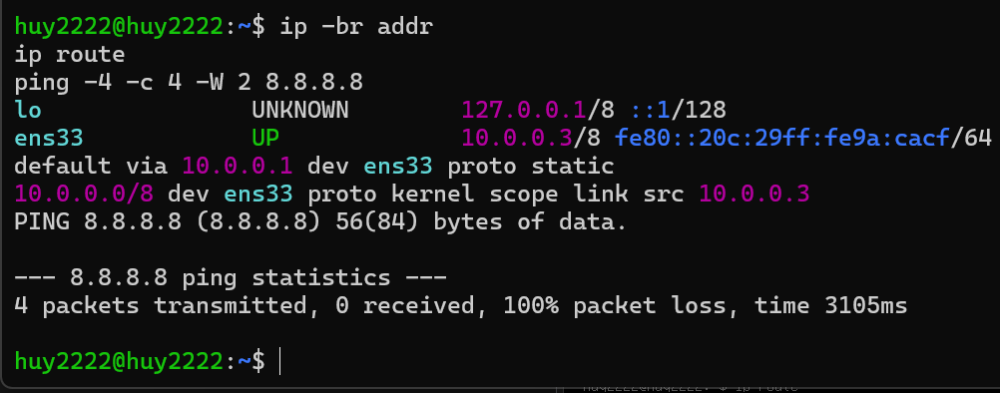 huy2222@huy2222:~$ ip -br addr
ip route
ping -4 -c 4 -W 2 8.8.8.8
lo UNKNOWN 127.0.0.1/8 ::1/128
ens33 UP 10.0.0.3/8 fe80::20c:29ff:fe9a:cacf/64
default via 10.0.0.1 dev ens33 proto static
10.0.0.0/8 dev ens33 proto kernel scope link src 10.0.0.3
PING 8.8.8.8 (8.8.8.8) 56(84) bytes of data.
--- 8.8.8.8 ping statistics ---
4 packets transmitted, 0 received, 100% packet loss, time 3105ms
huy2222@huy2222:~$